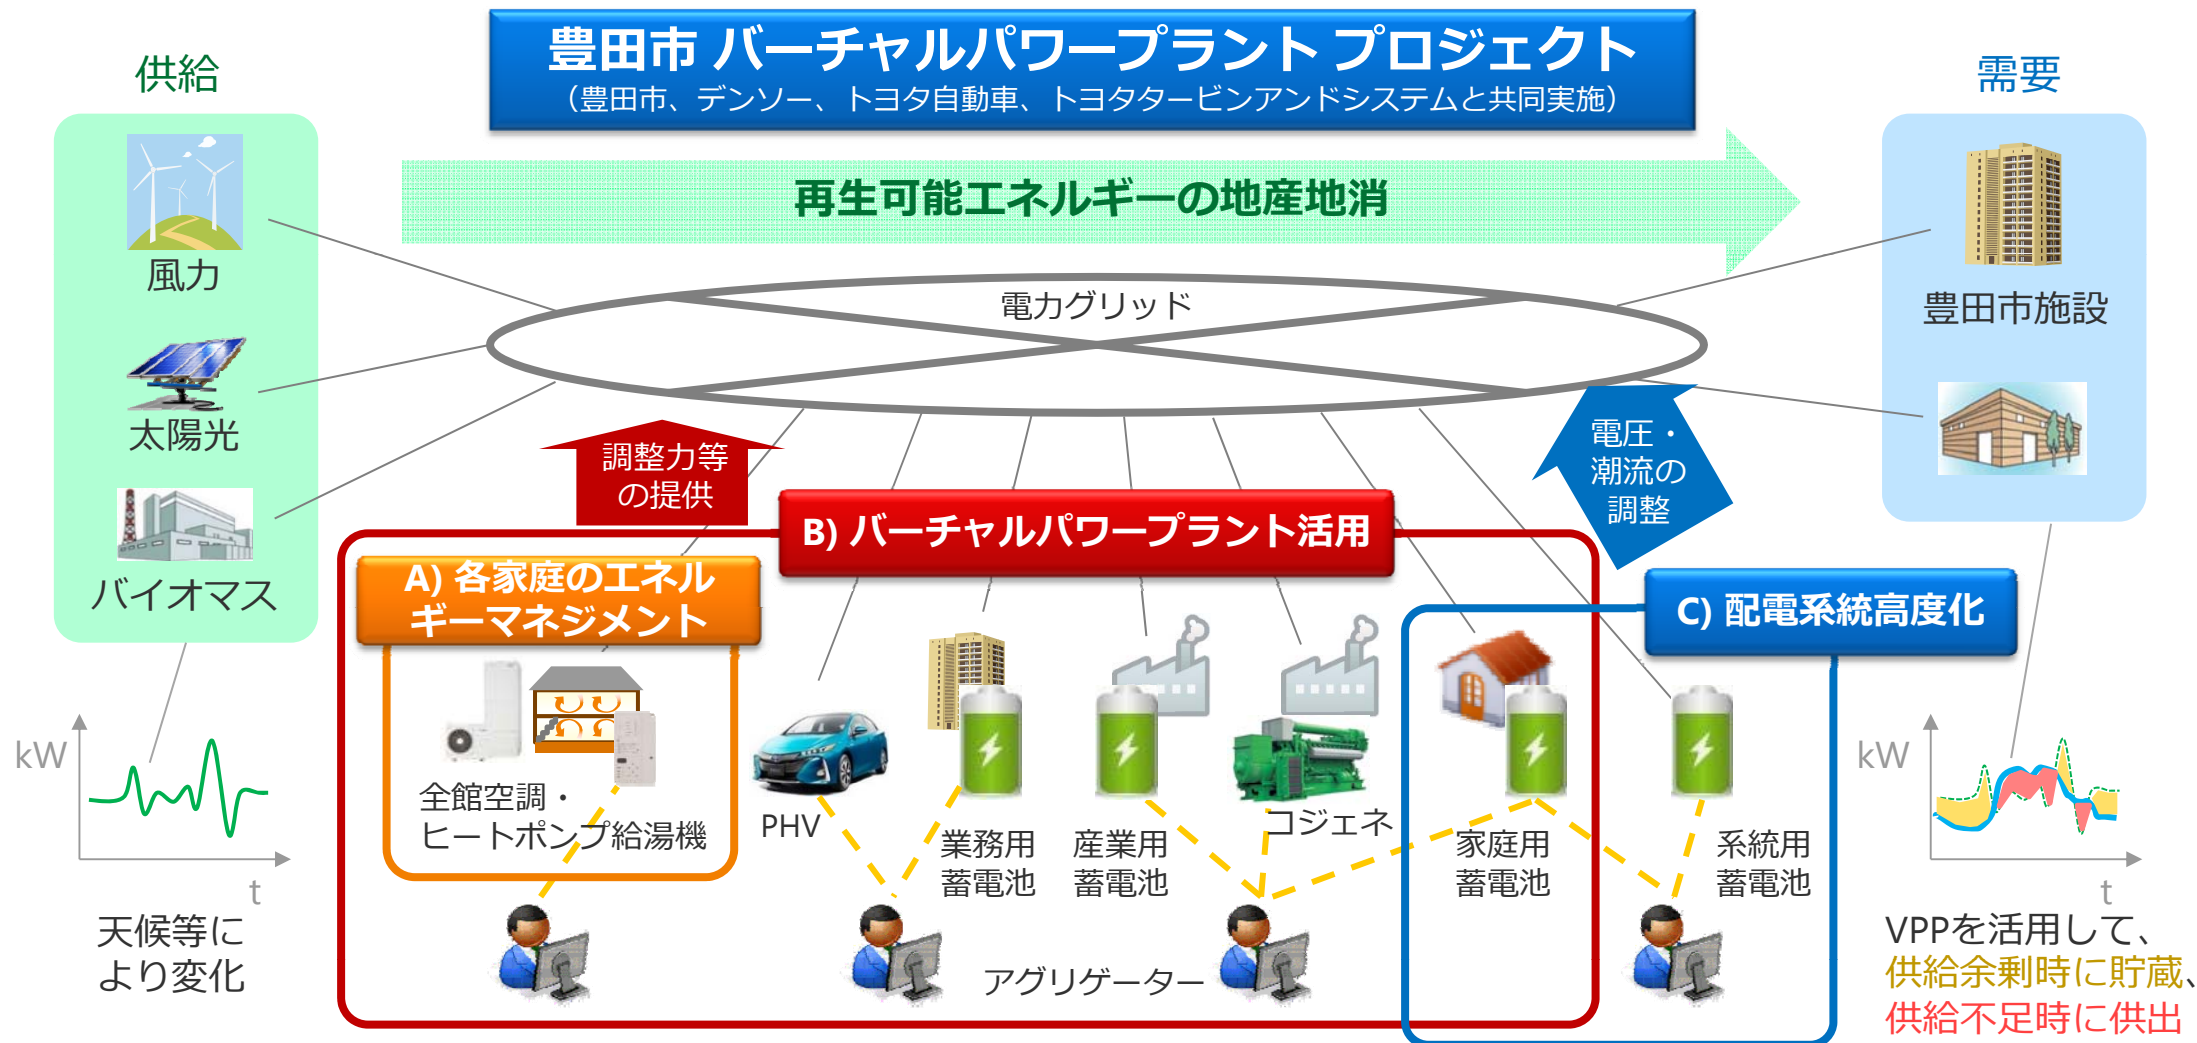 豊田市 バーチャルパワープラント プロジェクト
（豊田市、デンソー、トヨタ自動車、トヨタタービンアンドシステムと共同実施）
供給
需要
再生可能エネルギーの地産地消
風力
太陽光
バイオマス
電力グリッド
豊田市施設
調整力等
の提供
電圧・
潮流の
調整
B) バーチャルパワープラント活用
A) 各家庭のエネル
ギーマネジメント
C) 配電系統高度化
全館空調・
ヒートポンプ給湯機
PHV
業務用
蓄電池
産業用
蓄電池
コジェネ
家庭用
蓄電池
系統用
蓄電池
アグリゲーター
kW
t
天候等に
より変化
kW
t
VPPを活用して、
供給余剰時に貯蔵、
供給不足時に供出